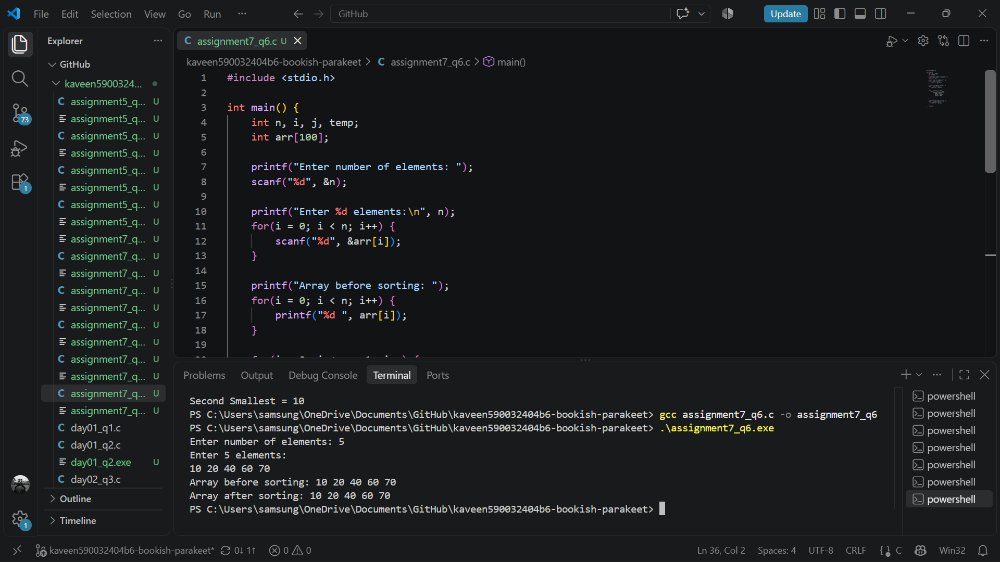 File Edit Selection View Go Run ···
GitHub
Update
Explorer
GitHub
kaveen5900324...
assignment5_q... U
assignment5_q... U
assignment5_q... U
assignment5_q... U
assignment5_q... U
assignment5_q... U
assignment5_q... U
assignment5_q... U
assignment7_q... U
assignment7_q... U
assignment7_q... U
assignment7_q... U
assignment7_q... U
assignment7_q... U
assignment7_q... U
assignment7_q... U
assignment7_q... U
assignment7_q... U
assignment7_q... U
day01_q1.c
day01_q2.c
day01_q2.exe U
day02_q3.c
Outline
Timeline
73
1
1
C assignment7_q6.c U
kaveen590032404b6-bookish-parakeet > C assignment7_q6.c > main()
1 #include <stdio.h>
2
3 int main() {
4 int n, i, j, temp;
5 int arr[100];
6
7 printf("Enter number of elements: ");
8 scanf("%d", &n);
9
10 printf("Enter %d elements:\n", n);
11 for(i = 0; i < n; i++) {
12 scanf("%d", &arr[i]);
13 }
14
15 printf("Array before sorting: ");
16 for(i = 0; i < n; i++) {
17 printf("%d ", arr[i]);
18 }
19
Problems Output Debug Console Terminal Ports
Second Smallest = 10
PS C:\Users\samsung\OneDrive\Documents\GitHub\kaveen590032404b6-bookish-parakeet> gcc assignment7_q6.c -o assignment7_q6
PS C:\Users\samsung\OneDrive\Documents\GitHub\kaveen590032404b6-bookish-parakeet> .\assignment7_q6.exe
Enter number of elements: 5
Enter 5 elements:
10 20 40 60 70
Array before sorting: 10 20 40 60 70
Array after sorting: 10 20 40 60 70
PS C:\Users\samsung\OneDrive\Documents\GitHub\kaveen590032404b6-bookish-parakeet>
powershell
powershell
powershell
powershell
powershell
powershell
powershell
kaveen590032404b6-bookish-parakeet* 0↓ 1↑ 0 0
Ln 36, Col 2 Spaces: 4 UTF-8 CRLF { } C Win32